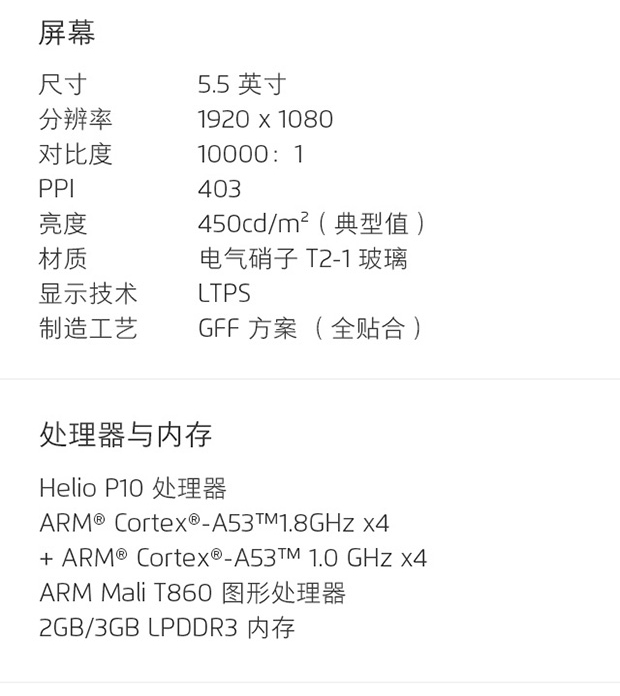 屏幕
尺寸 5.5 英寸
分辨率 1920 x 1080
对比度 10000：1
PPI 403
亮度 450cd/m²（典型值）
材质 电气硝子 T2-1 玻璃
显示技术 LTPS
制造工艺 GFF 方案 （全贴合）
处理器与内存
Helio P10 处理器
ARM® Cortex®-A53™1.8GHz x4
+ ARM® Cortex®-A53™ 1.0 GHz x4
ARM Mali T860 图形处理器
2GB/3GB LPDDR3 内存